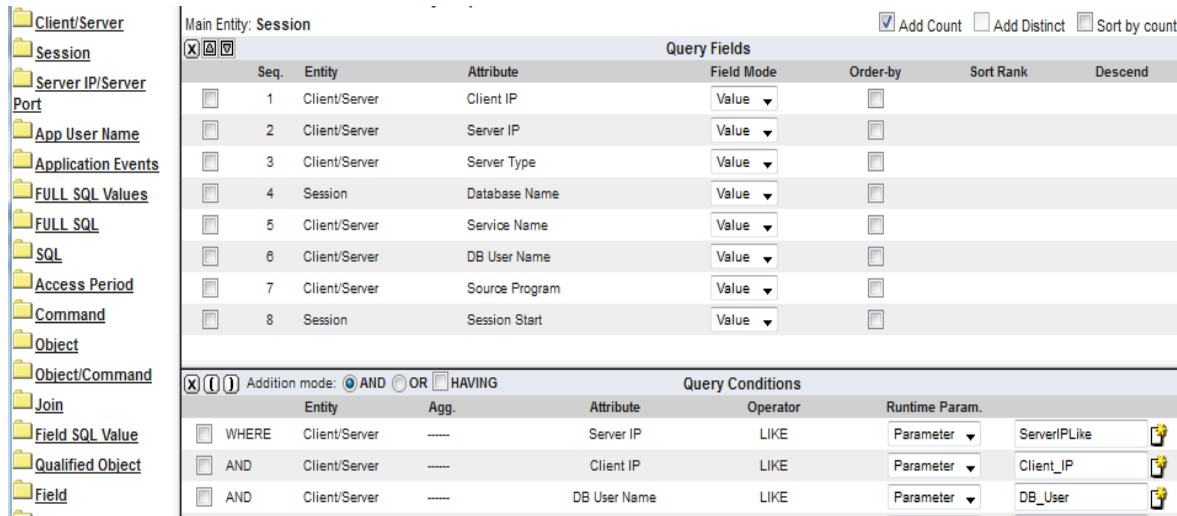 Client/Server
Session
Server IP/Server
Port
App User Name
Application Events
FULL SQL Values
FULL SQL
SQL
Access Period
Command
Object
Object/Command
Join
Field SQL Value
Qualified Object
Field
Main Entity: Session
Add Count Add Distinct Sort by count
Query Fields
Seq. Entity Attribute Field Mode Order-by Sort Rank Descend
1 Client/Server Client IP Value
2 Client/Server Server IP Value
3 Client/Server Server Type Value
4 Session Database Name Value
5 Client/Server Service Name Value
6 Client/Server DB User Name Value
7 Client/Server Source Program Value
8 Session Session Start Value
X ( ) Addition mode: AND OR HAVING Query Conditions
Entity Agg. Attribute Operator Runtime Param.
WHERE Client/Server ----- Server IP LIKE Parameter ServerIPLike
AND Client/Server ----- Client IP LIKE Parameter Client_IP
AND Client/Server ----- DB User Name LIKE Parameter DB_User